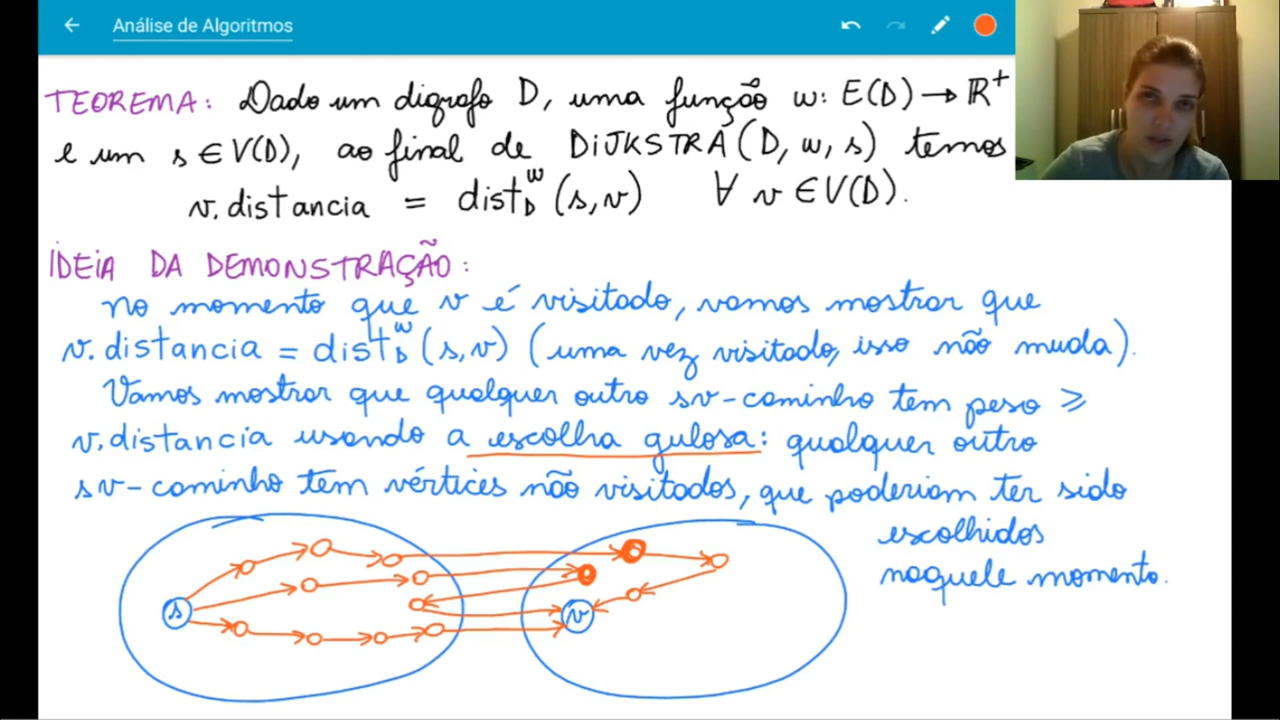 Análise de Algoritmos
TEOREMA: Dado um digrafo D, uma função w: E(D) → R⁺
e um s ∈ V(D), ao final de DIJKSTRA(D, w, s) temos
v.distancia = dist_D^w (s,v) ∀ v ∈ V(D).
IDEIA DA DEMONSTRAÇÃO:
No momento que v é visitado, vamos mostrar que
v.distancia = dist_D^w (s,v) (uma vez visitado, isso não muda).
Vamos mostrar que qualquer outro sv-caminho tem peso ≥
v.distancia usando a escolha gulosa: qualquer outro
sv-caminho tem vértices não visitados, que poderiam ter sido
escolhidos
naquele momento.
s
v